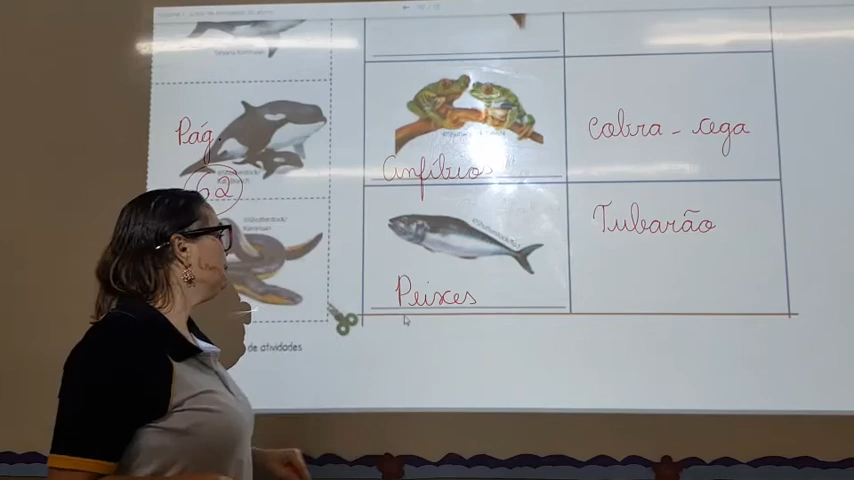 Pág.
62
Anfíbios
Cobra - cega
Peixes
Tubarão
de atividades